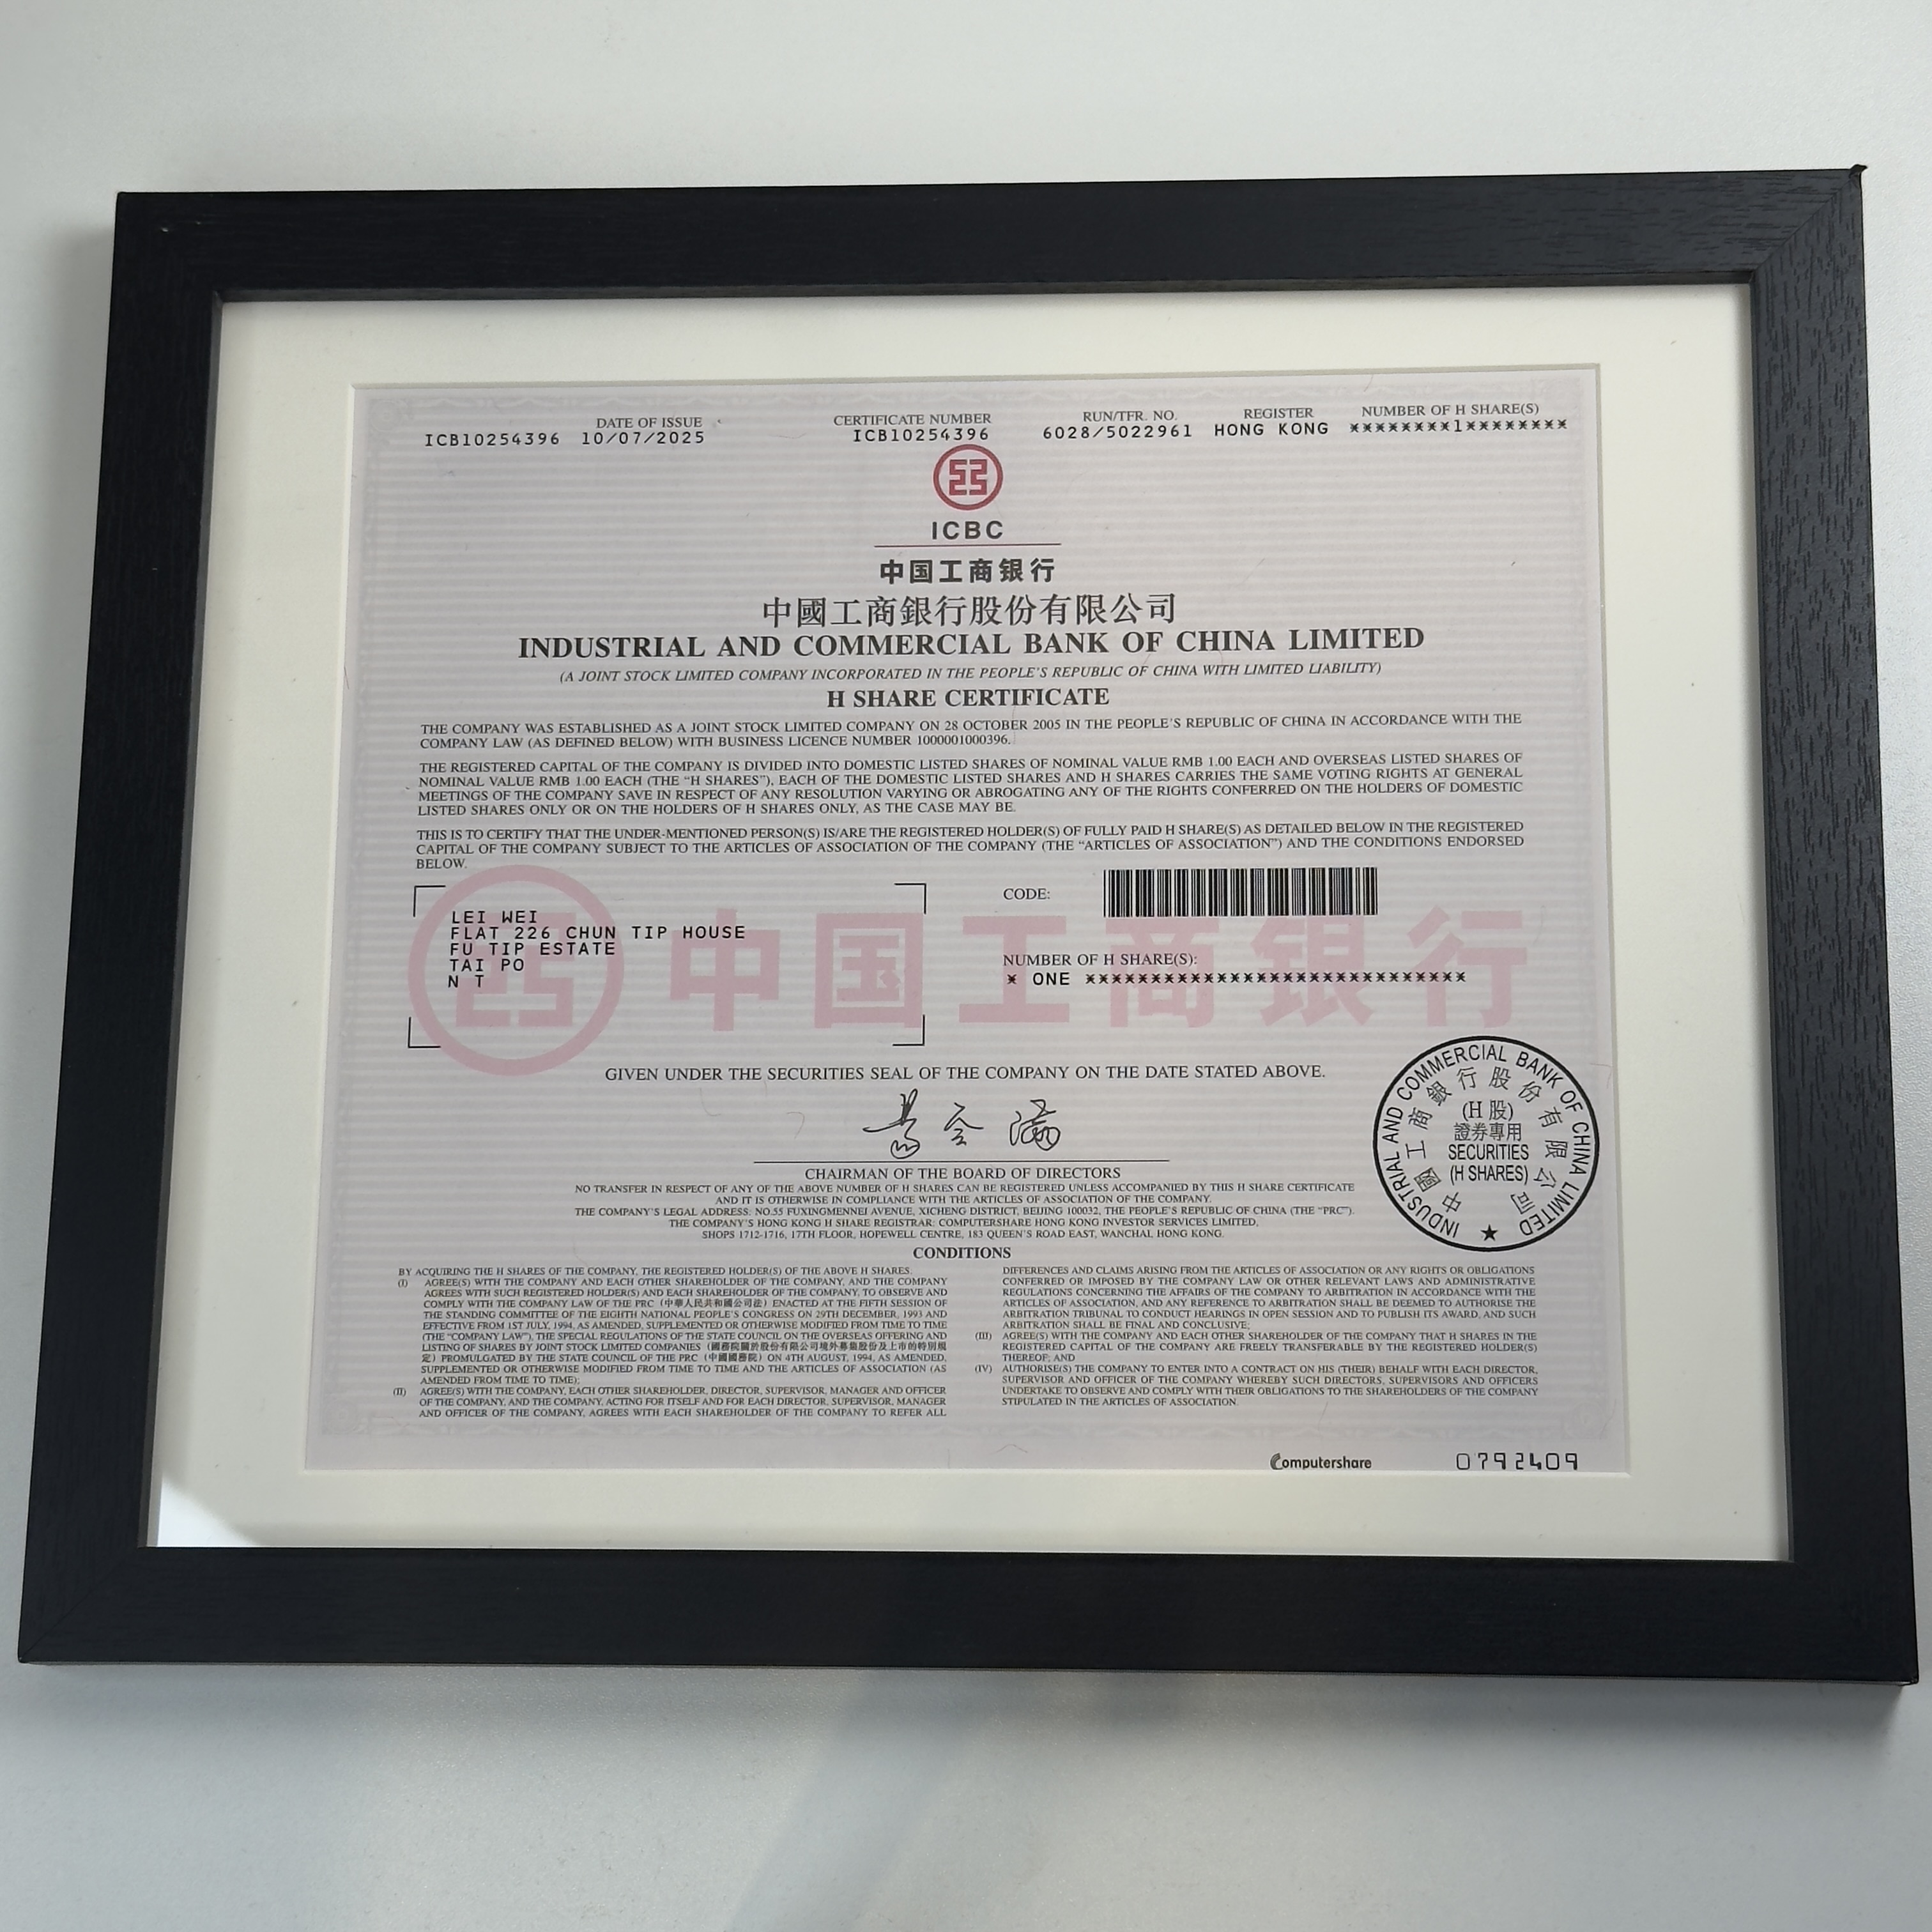 DATE OF ISSUE
ICB10254396 10/07/2025
CERTIFICATE NUMBER
ICB10254396
RUN/TFR. NO.
6028/5022961
REGISTER
HONG KONG
NUMBER OF H SHARE(S)
********1********
ICBC
中国工商银行
中國工商銀行股份有限公司
INDUSTRIAL AND COMMERCIAL BANK OF CHINA LIMITED
(A JOINT STOCK LIMITED COMPANY INCORPORATED IN THE PEOPLE'S REPUBLIC OF CHINA WITH LIMITED LIABILITY)
H SHARE CERTIFICATE
THE COMPANY WAS ESTABLISHED AS A JOINT STOCK LIMITED COMPANY ON 28 OCTOBER 2005 IN THE PEOPLE'S REPUBLIC OF CHINA IN ACCORDANCE WITH THE
COMPANY LAW (AS DEFINED BELOW) WITH BUSINESS LICENCE NUMBER 1000001000396.
THE REGISTERED CAPITAL OF THE COMPANY IS DIVIDED INTO DOMESTIC LISTED SHARES OF NOMINAL VALUE RMB 1.00 EACH AND OVERSEAS LISTED SHARES OF
NOMINAL VALUE RMB 1.00 EACH (THE "H SHARES"), EACH OF THE DOMESTIC LISTED SHARES AND H SHARES CARRIES THE SAME VOTING RIGHTS AT GENERAL
MEETINGS OF THE COMPANY SAVE IN RESPECT OF ANY RESOLUTION VARYING OR ABROGATING ANY OF THE RIGHTS CONFERRED ON THE HOLDERS OF DOMESTIC
LISTED SHARES ONLY OR ON THE HOLDERS OF H SHARES ONLY, AS THE CASE MAY BE.
THIS IS TO CERTIFY THAT THE UNDER-MENTIONED PERSON(S) IS/ARE THE REGISTERED HOLDER(S) OF FULLY PAID H SHARE(S) AS DETAILED BELOW IN THE REGISTERED
CAPITAL OF THE COMPANY SUBJECT TO THE ARTICLES OF ASSOCIATION OF THE COMPANY (THE "ARTICLES OF ASSOCIATION") AND THE CONDITIONS ENDORSED
BELOW.
LEI WEI
FLAT 226 CHUN TIP HOUSE
FU TIP ESTATE
TAI PO
N T
CODE:
中国工商银行
NUMBER OF H SHARE(S):
* ONE ******************************
GIVEN UNDER THE SECURITIES SEAL OF THE COMPANY ON THE DATE STATED ABOVE.
CHAIRMAN OF THE BOARD OF DIRECTORS
INDUSTRIAL AND COMMERCIAL BANK OF CHINA LIMITED
中國工商銀行股份有限公司
(H 股)
證券專用
SECURITIES
(H SHARES)
NO TRANSFER IN RESPECT OF ANY OF THE ABOVE NUMBER OF H SHARES CAN BE REGISTERED UNLESS ACCOMPANIED BY THIS H SHARE CERTIFICATE
AND IT IS OTHERWISE IN COMPLIANCE WITH THE ARTICLES OF ASSOCIATION OF THE COMPANY.
THE COMPANY'S LEGAL ADDRESS: NO.55 FUXINGMENNEI AVENUE, XICHENG DISTRICT, BEIJING 100032, THE PEOPLE'S REPUBLIC OF CHINA (THE "PRC").
THE COMPANY'S HONG KONG H SHARE REGISTRAR: COMPUTERSHARE HONG KONG INVESTOR SERVICES LIMITED,
SHOPS 1712-1716, 17TH FLOOR, HOPEWELL CENTRE, 183 QUEEN'S ROAD EAST, WANCHAI, HONG KONG.
CONDITIONS
BY ACQUIRING THE H SHARES OF THE COMPANY, THE REGISTERED HOLDER(S) OF THE ABOVE H SHARES.
(I) AGREE(S) WITH THE COMPANY AND EACH OTHER SHAREHOLDER OF THE COMPANY, AND THE COMPANY
AGREES WITH SUCH REGISTERED HOLDER(S) AND EACH SHAREHOLDER OF THE COMPANY, TO OBSERVE AND
COMPLY WITH THE COMPANY LAW OF THE PRC (中華人民共和國公司法) ENACTED AT THE FIFTH SESSION OF
THE STANDING COMMITTEE OF THE EIGHTH NATIONAL PEOPLE'S CONGRESS ON 29TH DECEMBER, 1993 AND
EFFECTIVE FROM 1ST JULY, 1994, AS AMENDED, SUPPLEMENTED OR OTHERWISE MODIFIED FROM TIME TO TIME
(THE "COMPANY LAW"), THE SPECIAL REGULATIONS OF THE STATE COUNCIL ON THE OVERSEAS OFFERING AND
LISTING OF SHARES BY JOINT STOCK LIMITED COMPANIES (國務院關於股份有限公司境外募集股份及上市的特別規
定) PROMULGATED BY THE STATE COUNCIL OF THE PRC (中國國務院) ON 4TH AUGUST, 1994, AS AMENDED,
SUPPLEMENTED OR OTHERWISE MODIFIED FROM TIME TO TIME AND THE ARTICLES OF ASSOCIATION (AS
AMENDED FROM TIME TO TIME);
(II) AGREE(S) WITH THE COMPANY, EACH OTHER SHAREHOLDER, DIRECTOR, SUPERVISOR, MANAGER AND OFFICER
OF THE COMPANY, AND THE COMPANY, ACTING FOR ITSELF AND FOR EACH DIRECTOR, SUPERVISOR, MANAGER
AND OFFICER OF THE COMPANY, AGREES WITH EACH SHAREHOLDER OF THE COMPANY TO REFER ALL
DIFFERENCES AND CLAIMS ARISING FROM THE ARTICLES OF ASSOCIATION OR ANY RIGHTS OR OBLIGATIONS
CONFERRED OR IMPOSED BY THE COMPANY LAW OR OTHER RELEVANT LAWS AND ADMINISTRATIVE
REGULATIONS CONCERNING THE AFFAIRS OF THE COMPANY TO ARBITRATION IN ACCORDANCE WITH THE
ARTICLES OF ASSOCIATION, AND ANY REFERENCE TO ARBITRATION SHALL BE DEEMED TO AUTHORISE THE
ARBITRATION TRIBUNAL TO CONDUCT HEARINGS IN OPEN SESSION AND TO PUBLISH ITS AWARD, AND SUCH
ARBITRATION SHALL BE FINAL AND CONCLUSIVE;
(III) AGREE(S) WITH THE COMPANY AND EACH OTHER SHAREHOLDER OF THE COMPANY THAT H SHARES IN THE
REGISTERED CAPITAL OF THE COMPANY ARE FREELY TRANSFERABLE BY THE REGISTERED HOLDER(S)
THEREOF; AND
(IV) AUTHORISE(S) THE COMPANY TO ENTER INTO A CONTRACT ON HIS (THEIR) BEHALF WITH EACH DIRECTOR,
SUPERVISOR AND OFFICER OF THE COMPANY WHEREBY SUCH DIRECTORS, SUPERVISORS AND OFFICERS
UNDERTAKE TO OBSERVE AND COMPLY WITH THEIR OBLIGATIONS TO THE SHAREHOLDERS OF THE COMPANY
STIPULATED IN THE ARTICLES OF ASSOCIATION.
Computershare
0792409